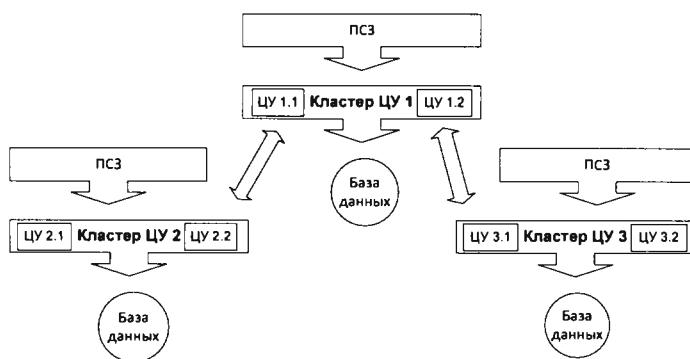 ПСЗ
ЦУ 1.1 Кластер ЦУ 1 ЦУ 1.2
База
данных
ПСЗ
ЦУ 2.1 Кластер ЦУ 2 ЦУ 2.2
База
данных
ПСЗ
ЦУ 3.1 Кластер ЦУ 3 ЦУ 3.2
База
данных